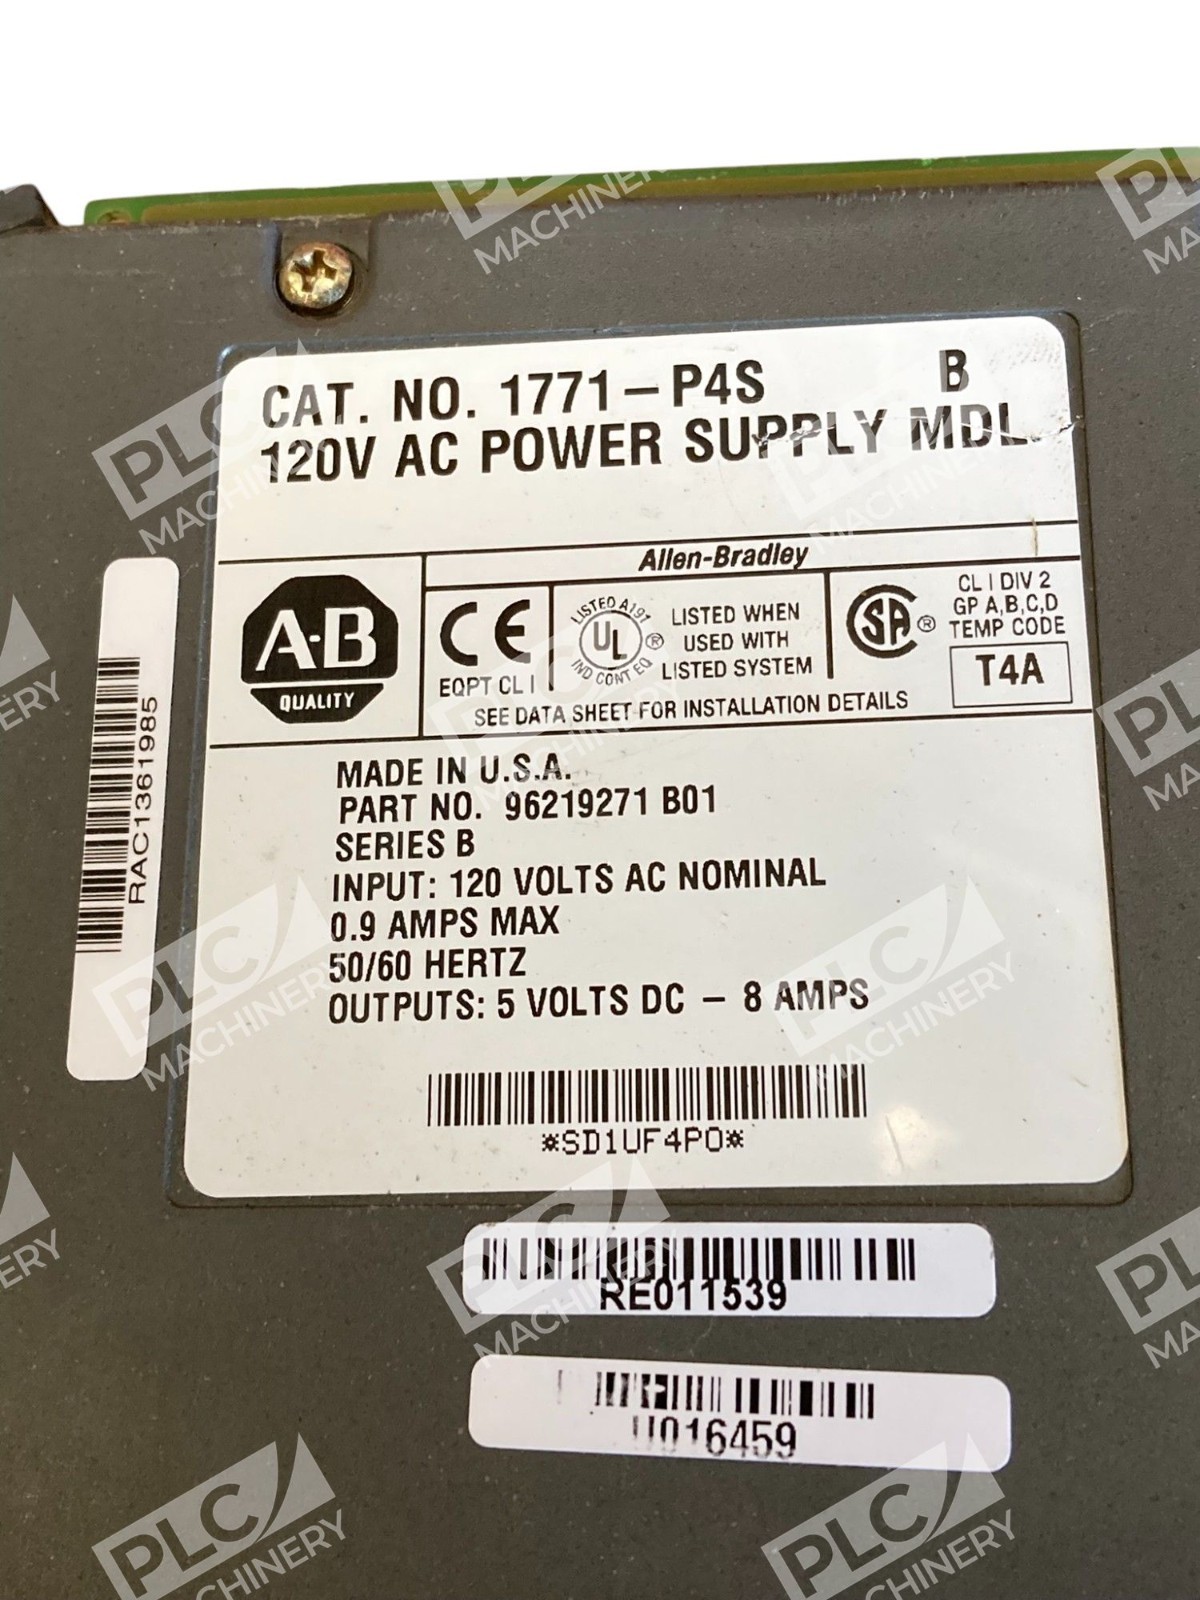 CAT. NO. 1771-P4S B
120V AC POWER SUPPLY MDL.
Allen-Bradley
A-B
QUALITY
CE
EQPT CL I
LISTED A191
UL ®
IND CONT EQ
LISTED WHEN
USED WITH
LISTED SYSTEM
SA ®
CL I DIV 2
GP A,B,C,D
TEMP CODE
T4A
SEE DATA SHEET FOR INSTALLATION DETAILS
MADE IN U.S.A.
PART NO. 96219271 B01
SERIES B
INPUT: 120 VOLTS AC NOMINAL
0.9 AMPS MAX
50/60 HERTZ
OUTPUTS: 5 VOLTS DC - 8 AMPS
*SD1UF4P0*
RAC1361985
RE011539
U016459
PLC MACHINERY